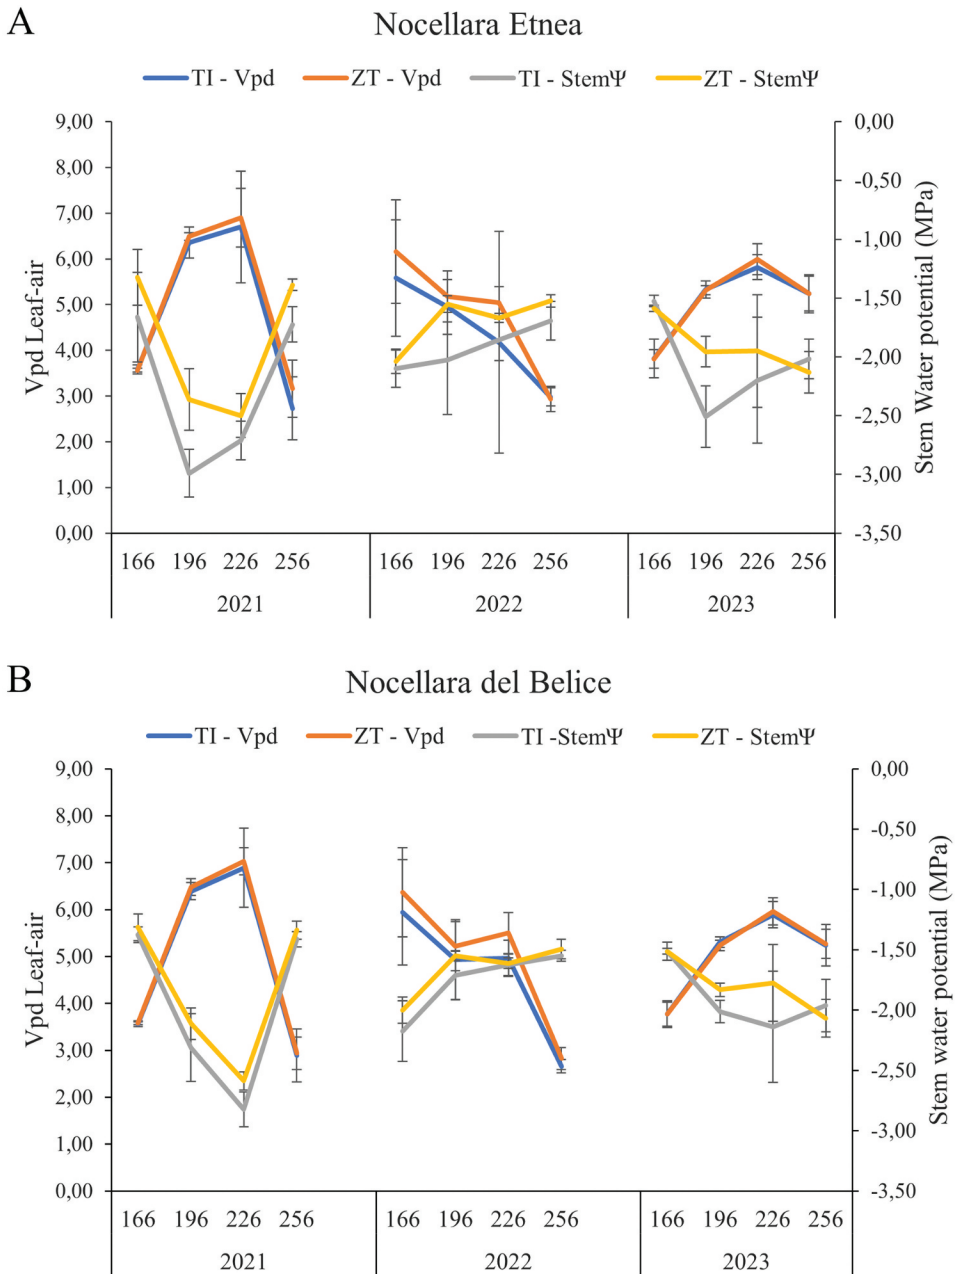 A
Nocellara Etnea
TI - Vpd ZT - Vpd TI - StemΨ ZT - StemΨ
9,00 0,00
8,00 -0,50
7,00 -1,00
6,00 -1,50
5,00 -2,00
4,00 -2,50
3,00 -3,00
2,00 -3,50
1,00
0,00
Vpd Leaf-air
Stem Water potential (MPa)
166 196 226 256 166 196 226 256 166 196 226 256
2021 2022 2023
B
Nocellara del Belice
TI - Vpd ZT - Vpd TI -StemΨ ZT - StemΨ
9,00 0,00
8,00 -0,50
7,00 -1,00
6,00 -1,50
5,00 -2,00
4,00 -2,50
3,00 -3,00
2,00 -3,50
1,00
0,00
Vpd Leaf-air
Stem water potential (MPa)
166 196 226 256 166 196 226 256 166 196 226 256
2021 2022 2023